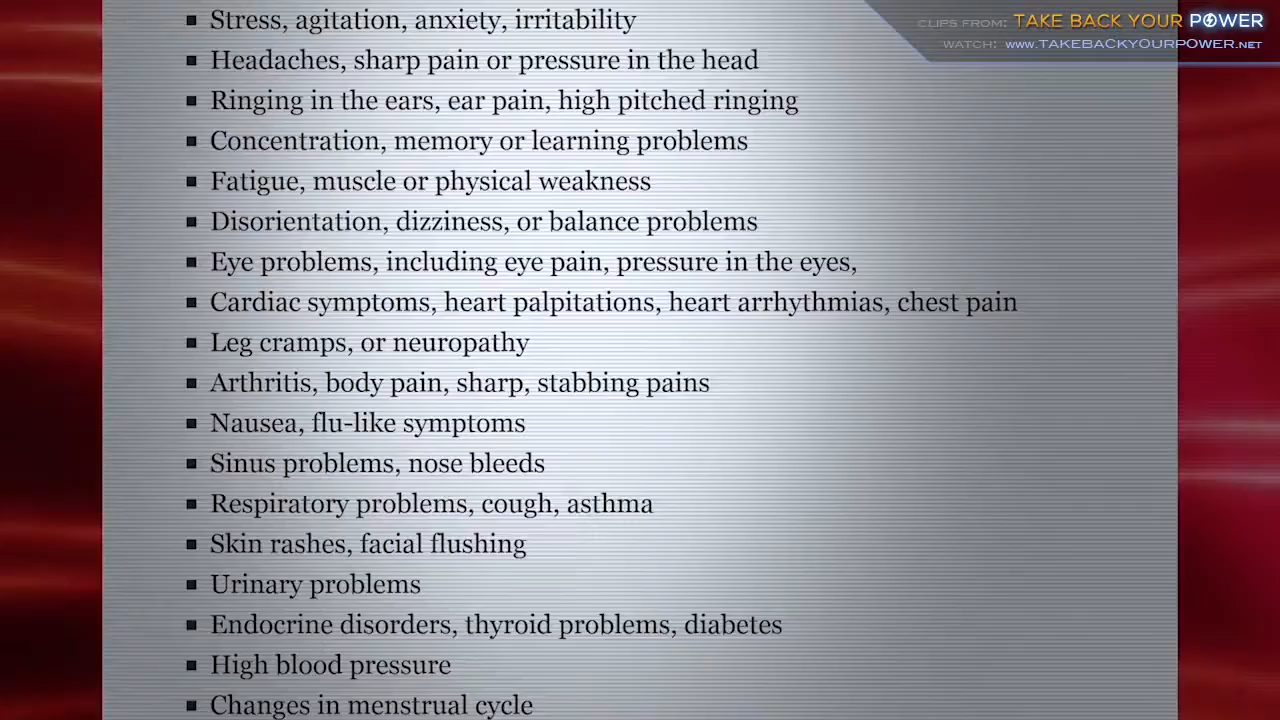 CLIPS FROM: TAKE BACK YOUR POWER
WATCH: WWW.TAKEBACKYOURPOWER.NET
▪ Stress, agitation, anxiety, irritability
▪ Headaches, sharp pain or pressure in the head
▪ Ringing in the ears, ear pain, high pitched ringing
▪ Concentration, memory or learning problems
▪ Fatigue, muscle or physical weakness
▪ Disorientation, dizziness, or balance problems
▪ Eye problems, including eye pain, pressure in the eyes,
▪ Cardiac symptoms, heart palpitations, heart arrhythmias, chest pain
▪ Leg cramps, or neuropathy
▪ Arthritis, body pain, sharp, stabbing pains
▪ Nausea, flu-like symptoms
▪ Sinus problems, nose bleeds
▪ Respiratory problems, cough, asthma
▪ Skin rashes, facial flushing
▪ Urinary problems
▪ Endocrine disorders, thyroid problems, diabetes
▪ High blood pressure
▪ Changes in menstrual cycle